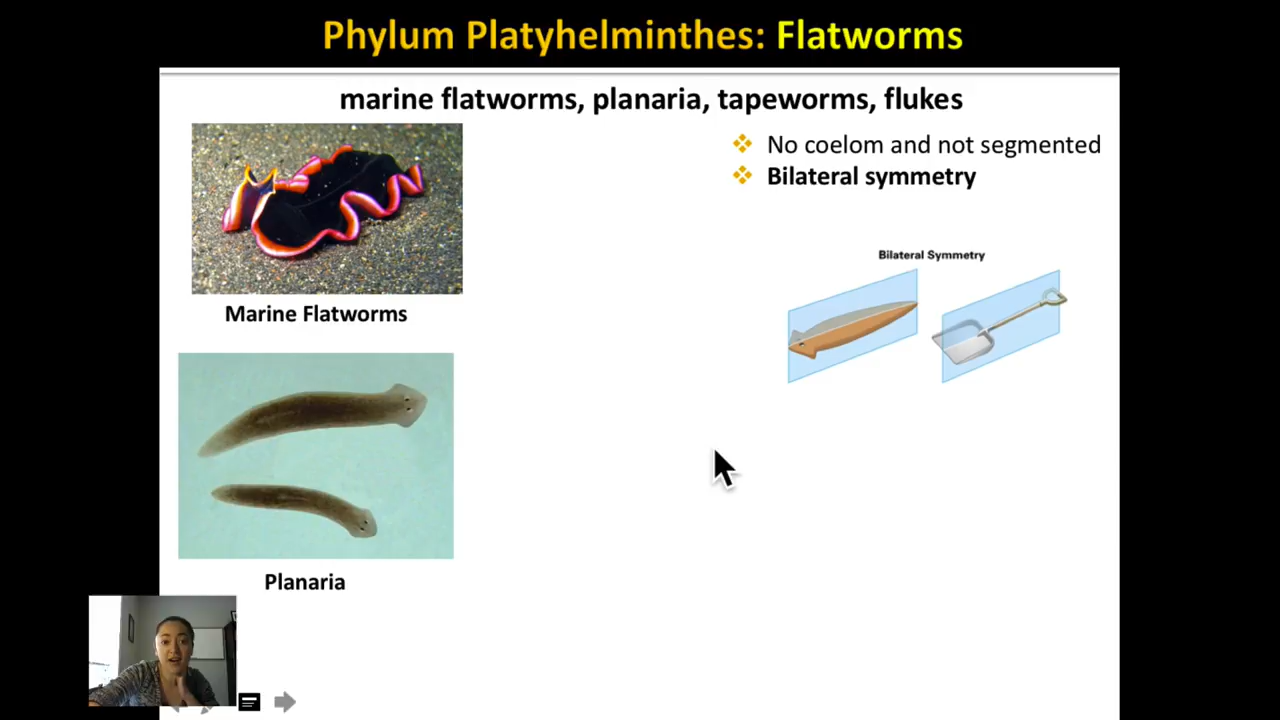 Phylum Platyhelminthes: Flatworms
marine flatworms, planaria, tapeworms, flukes
No coelom and not segmented
Bilateral symmetry
Bilateral Symmetry
Marine Flatworms
Planaria